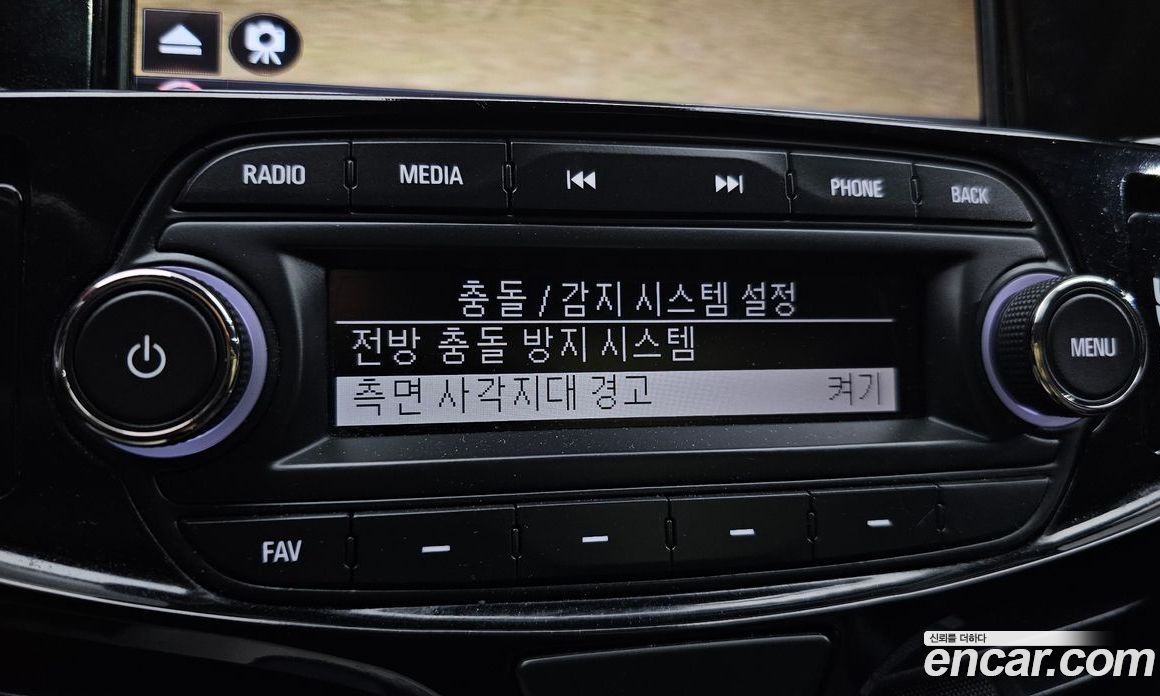 RADIO MEDIA PHONE BACK
충돌 / 감지 시스템 설정
전방 충돌 방지 시스템
측면 사각지대 경고 켜기
MENU
FAV
신뢰를 더하다
encar.com